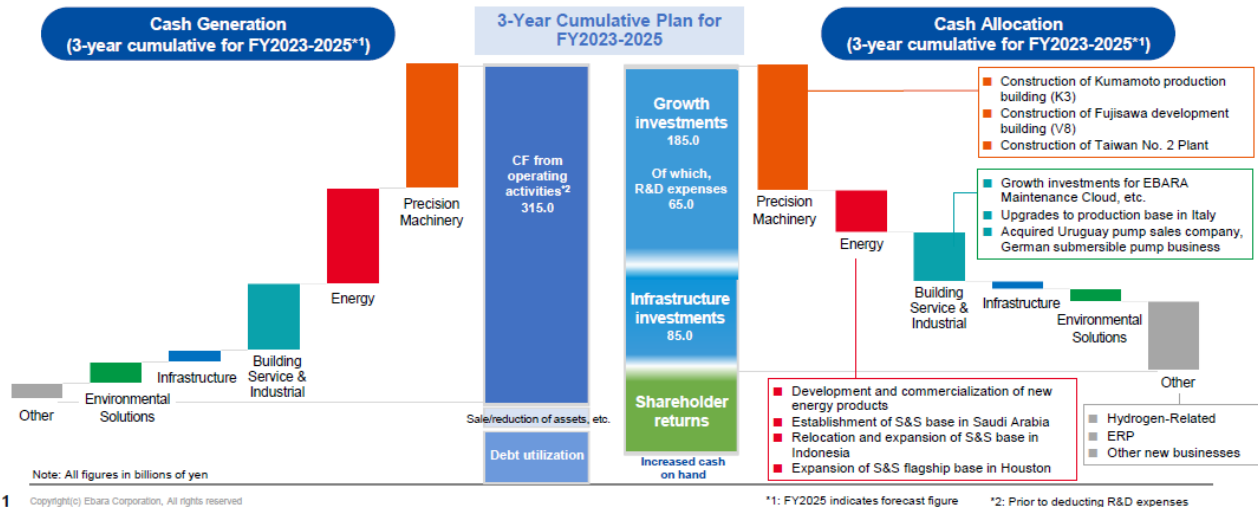 Cash Generation
(3-year cumulative for FY2023-2025*1)
3-Year Cumulative Plan for
FY2023-2025
Cash Allocation
(3-year cumulative for FY2023-2025*1)
Other
Environmental
Solutions
Infrastructure
Building
Service &
Industrial
Energy
Precision
Machinery
CF from
operating
activities*2
315.0
Sale/reduction of assets, etc.
Debt utilization
Growth
investments
185.0
Of which,
R&D expenses
65.0
Infrastructure
investments
85.0
Shareholder
returns
Increased cash
on hand
Precision
Machinery
Energy
Building
Service &
Industrial
Infrastructure
Environmental
Solutions
Other
■ Construction of Kumamoto production
building (K3)
■ Construction of Fujisawa development
building (V8)
■ Construction of Taiwan No. 2 Plant
■ Growth investments for EBARA
Maintenance Cloud, etc.
■ Upgrades to production base in Italy
■ Acquired Uruguay pump sales company,
German submersible pump business
■ Development and commercialization of new
energy products
■ Establishment of S&S base in Saudi Arabia
■ Relocation and expansion of S&S base in
Indonesia
■ Expansion of S&S flagship base in Houston
■ Hydrogen-Related
■ ERP
■ Other new businesses
Note: All figures in billions of yen
1 Copyright(c) Ebara Corporation, All rights reserved
*1: FY2025 indicates forecast figure
*2: Prior to deducting R&D expenses